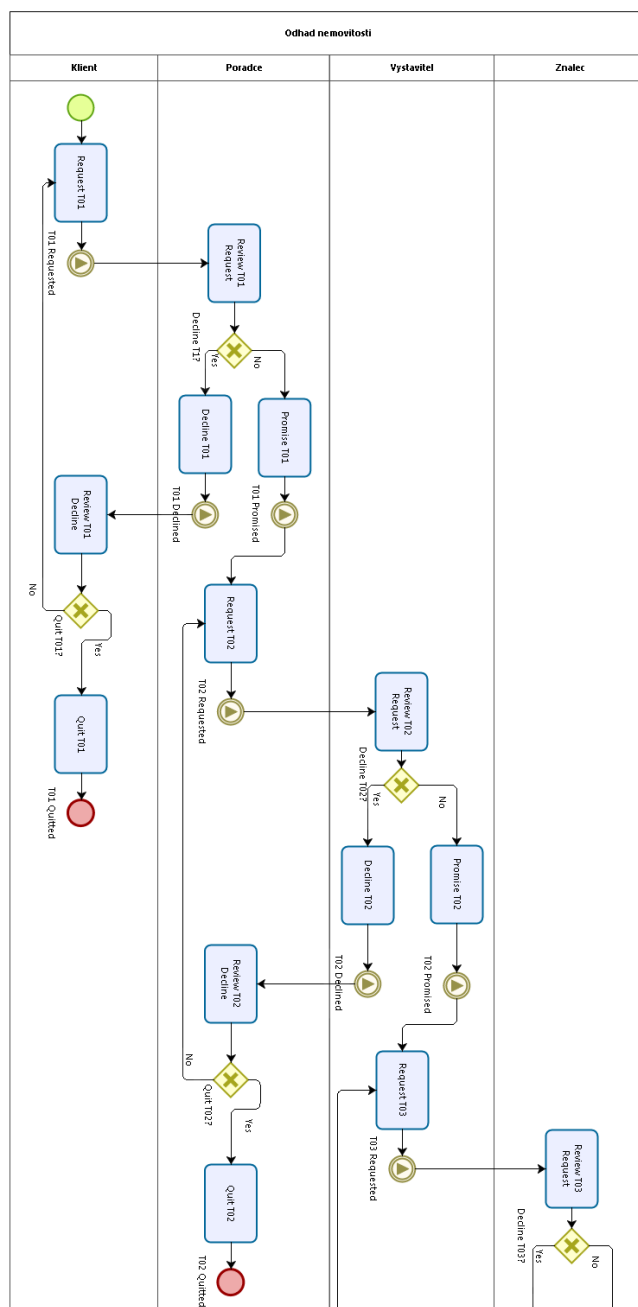 Odhad nemovitosti
Klient
Poradce
Vystavitel
Znalec
Request T01
T01 Requested
Review T01
Request
Decline T1?
Yes
No
Decline T01
Promise T01
T01 Declined
T01 Promised
Review T01
Decline
No
Quit T01?
Yes
Request T02
T02 Requested
Quit T01
T01 Quitted
Review T02
Request
Decline T02?
Yes
No
Decline T02
Promise T02
T02 Declined
T02 Promised
Review T02
Decline
No
Quit T02?
Yes
Request T03
T03 Requested
Quit T02
T02 Quitted
Review T03
Request
Decline T03?
Yes
No